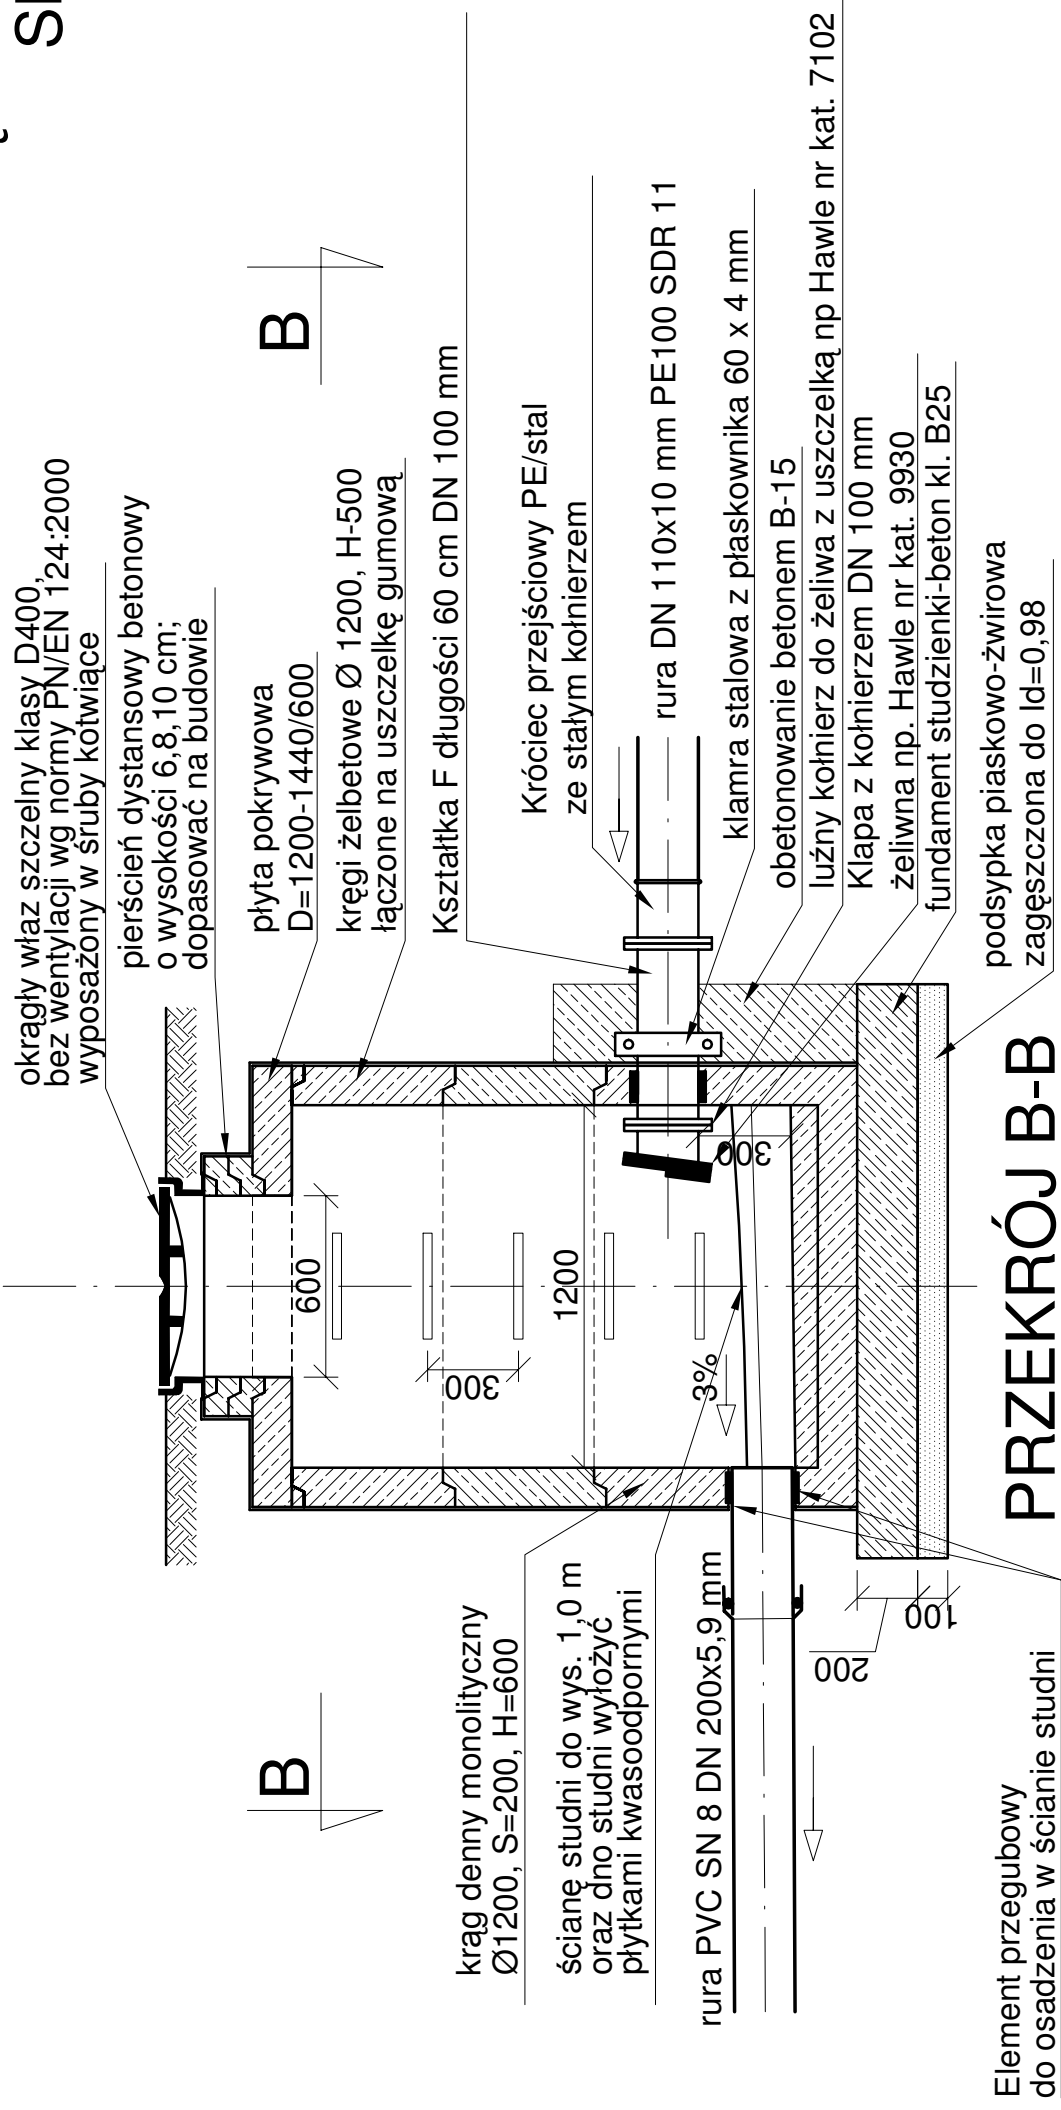 okrągły właz szczelny klasy D400,
bez wentylacji wg normy PN/EN 124:2000
wyposażony w śruby kotwiące
pierścień dystansowy betonowy
o wysokości 6,8,10 cm;
dopasować na budowie
płyta pokrywowa
D=1200-1440/600
kręgi żelbetowe Ø 1200, H-500
łączone na uszczelkę gumową
Kształtka F długości 60 cm DN 100 mm
Króciec przejściowy PE/stal
ze stałym kołnierzem
rura DN 110x10 mm PE100 SDR 11
klamra stalowa z płaskownika 60 x 4 mm
obetonowanie betonem B-15
luźny kołnierz do żeliwa z uszczelką np Hawle nr kat. 7102
Klapa z kołnierzem DN 100 mm
żeliwna np. Hawle nr kat. 9930
fundament studzienki-beton kl. B25
podsypka piaskowo-żwirowa
zagęszczona do Id=0,98
B
B
600
300
1200
300
3%
krąg denny monolityczny
Ø1200, S=200, H=600
ścianę studni do wys. 1,0 m
oraz dno studni wyłożyć
płytkami kwasoodpornymi
rura PVC SN 8 DN 200x5,9 mm
200
100
Element przegubowy
do osadzenia w ścianie studni
PRZEKRÓJ B-B